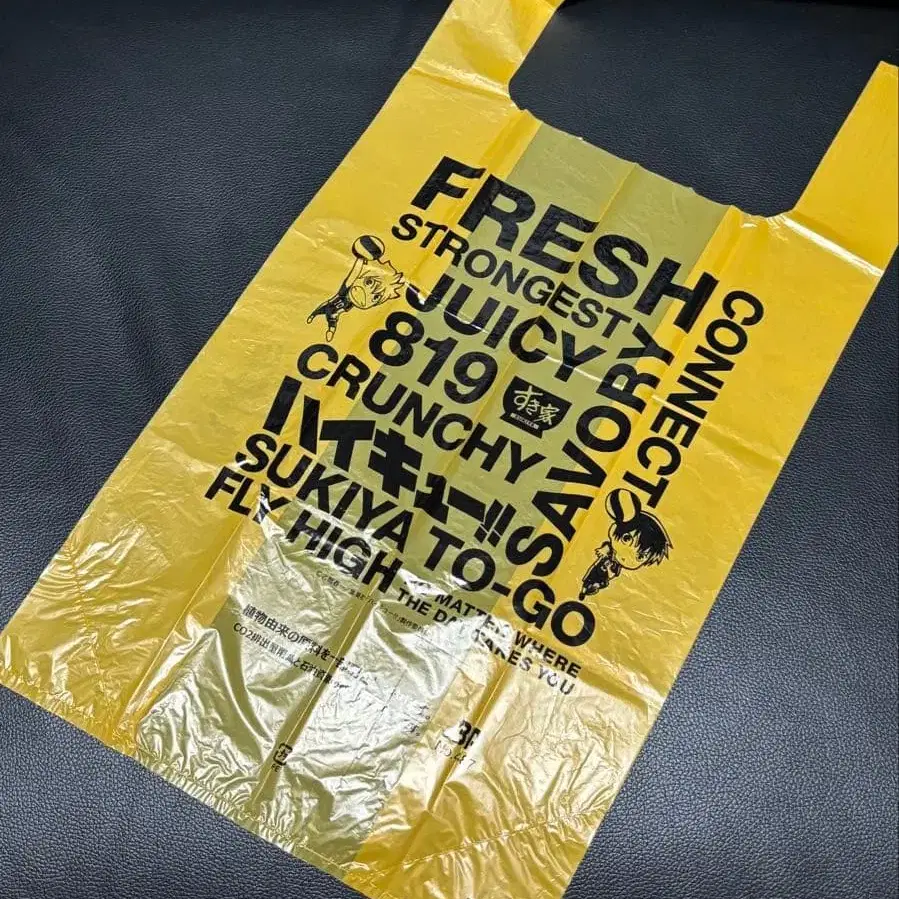 FRESH
STRONGEST
JUICY
819
すき家
CRUNCHY
SAVORY
CONNECT
ハイキュー!!
SUKIYA TO-GO
FLY HIGH
MATTER WHERE
THE
TAKES YOU
植物由来の原料を
CO2排出